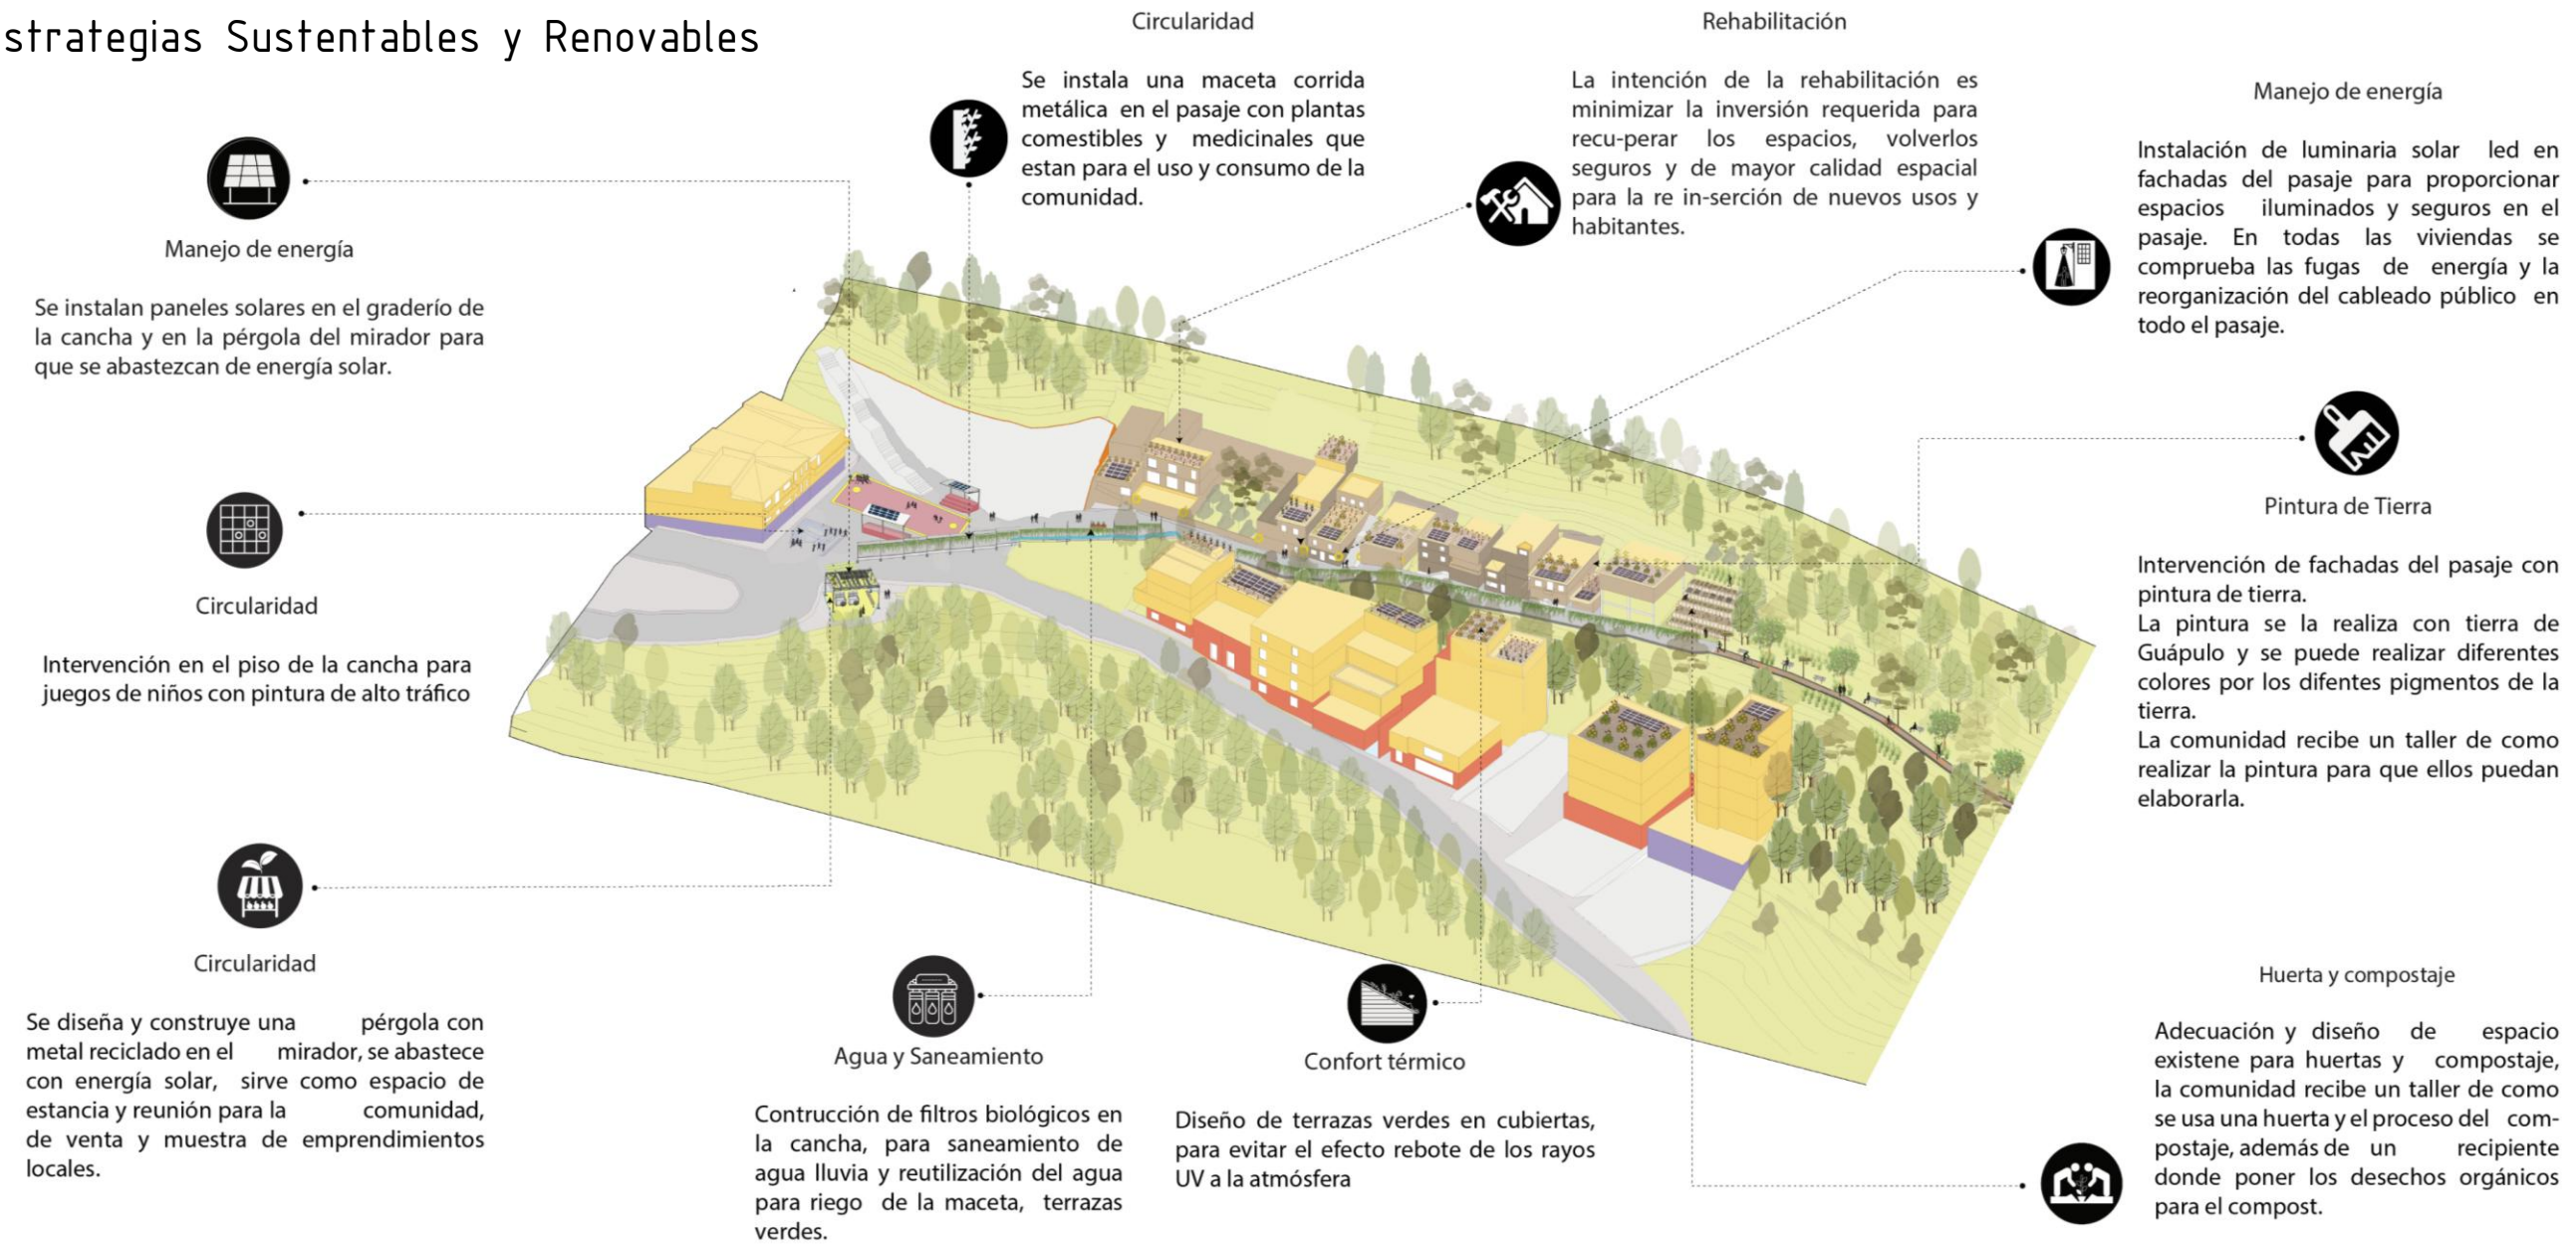 strategias Sustentables y Renovables
Manejo de energía
Se instalan paneles solares en el graderío de
la cancha y en la pérgola del mirador para
que se abastezcan de energía solar.
Circularidad
Intervención en el piso de la cancha para
juegos de niños con pintura de alto tráfico
Circularidad
Se diseña y construye una pérgola con
metal reciclado en el mirador, se abastece
con energía solar, sirve como espacio de
estancia y reunión para la comunidad,
de venta y muestra de emprendimientos
locales.
Circularidad
Se instala una maceta corrida
metálica en el pasaje con plantas
comestibles y medicinales que
estan para el uso y consumo de la
comunidad.
Rehabilitación
La intención de la rehabilitación es
minimizar la inversión requerida para
recu-perar los espacios, volverlos
seguros y de mayor calidad espacial
para la re in-serción de nuevos usos y
habitantes.
Manejo de energía
Instalación de luminaria solar led en
fachadas del pasaje para proporcionar
espacios iluminados y seguros en el
pasaje. En todas las viviendas se
comprueba las fugas de energía y la
reorganización del cableado público en
todo el pasaje.
Pintura de Tierra
Intervención de fachadas del pasaje con
pintura de tierra.
La pintura se la realiza con tierra de
Guápulo y se puede realizar diferentes
colores por los difentes pigmentos de la
tierra.
La comunidad recibe un taller de como
realizar la pintura para que ellos puedan
elaborarla.
Agua y Saneamiento
Contrucción de filtros biológicos en
la cancha, para saneamiento de
agua lluvia y reutilización del agua
para riego de la maceta, terrazas
verdes.
Confort térmico
Diseño de terrazas verdes en cubiertas,
para evitar el efecto rebote de los rayos
UV a la atmósfera
Huerta y compostaje
Adecuación y diseño de espacio
existene para huertas y compostaje,
la comunidad recibe un taller de como
se usa una huerta y el proceso del com-
postaje, además de un recipiente
donde poner los desechos orgánicos
para el compost.